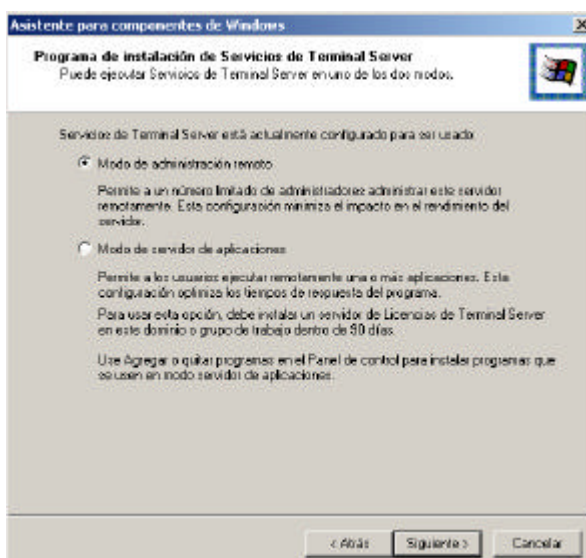 Asistente para componentes de Windows
Programa de instalación de Servicios de Terminal Server
Puede ejecutar Servicios de Terminal Server en uno de los dos modos.
Servicios de Terminal Server está actualmente configurado para ser usado:
Modo de administración remoto
Permite a un número limitado de administradores administrar este servidor
remotamente. Esta configuración minimiza el impacto en el rendimiento del
servidor.
Modo de servidor de aplicaciones
Permite a los usuarios ejecutar remotamente una o más aplicaciones. Esta
configuración optimiza los tiempos de respuesta del programa.
Para usar esta opción, debe instalar un servidor de Licencias de Terminal Server
en este dominio o grupo de trabajo dentro de 90 días.
Use Agregar o quitar programas en el Panel de control para instalar programas que
se usen en modo servidor de aplicaciones.
< Atrás
Siguiente >
Cancelar